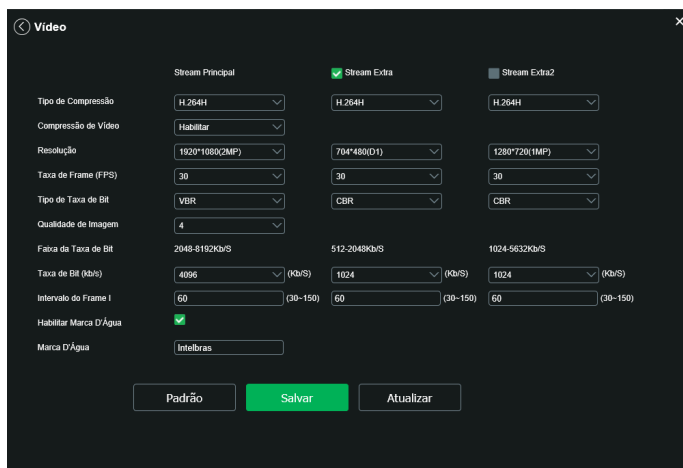 Vídeo
Stream Principal Stream Extra Stream Extra2
Tipo de Compressão H.264H H.264H H.264H
Compressão de Vídeo Habilitar
Resolução 1920*1080(2MP) 704*480(D1) 1280*720(1MP)
Taxa de Frame (FPS) 30 30 30
Tipo de Taxa de Bit VBR CBR CBR
Qualidade de Imagem 4
Faixa da Taxa de Bit 2048-8192Kb/S 512-2048Kb/S 1024-5632Kb/S
Taxa de Bit (kb/s) 4096 (Kb/S) 1024 (Kb/S) 1024 (Kb/S)
Intervalo do Frame I 60 (30~150) 60 (30~150) 60 (30~150)
Habilitar Marca D'Água
Marca D'Água Intelbras
Padrão Salvar Atualizar